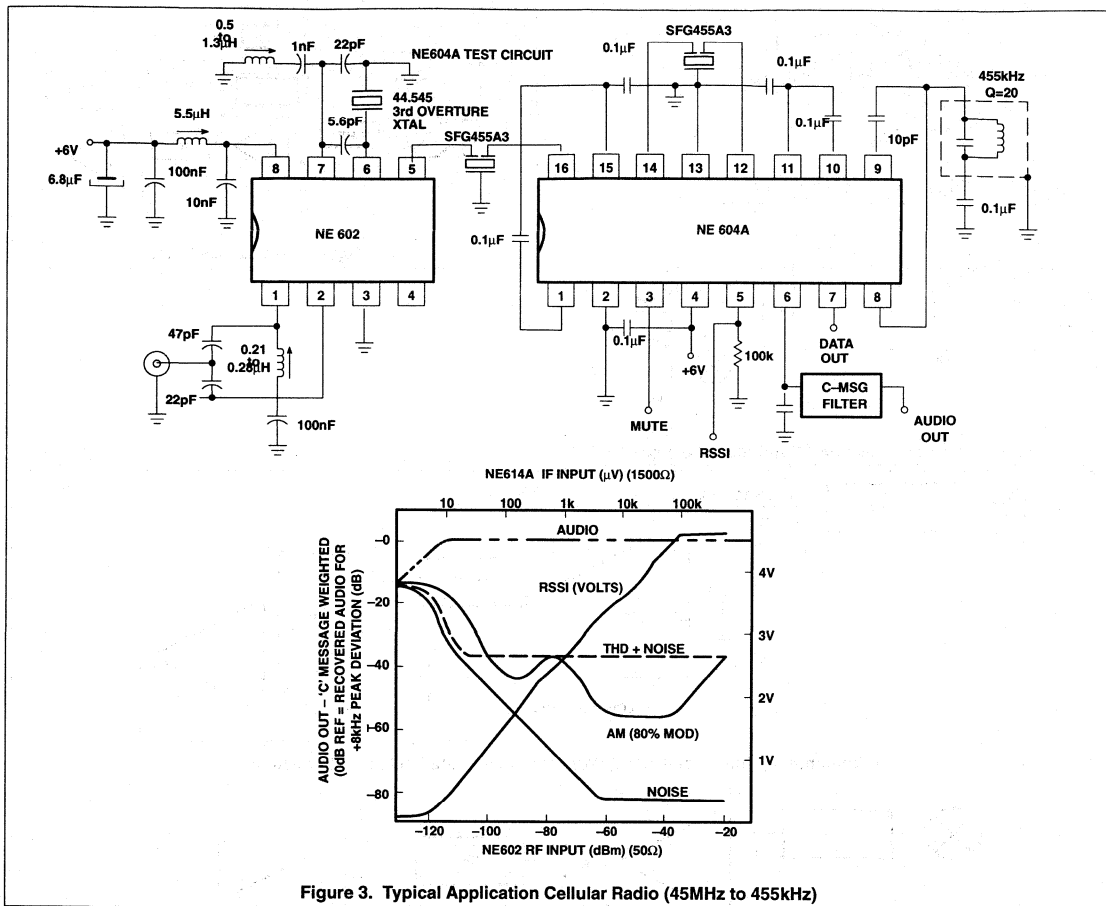 0.5
to
1.3µH
1nF
22pF
NE604A TEST CIRCUIT
44.545
3rd OVERTURE
XTAL
5.6pF
5.5µH
+6V
6.8µF
100nF
10nF
8
7
6
5
SFG455A3
NE 602
1
2
3
4
47pF
0.21
to
0.28µH
22pF
100nF
SFG455A3
0.1µF
0.1µF
0.1µF
10pF
455kHz
Q=20
0.1µF
16
15
14
13
12
11
10
9
0.1µF
NE 604A
1
2
3
4
5
6
7
8
0.1µF
+6V
100k
DATA
OUT
C–MSG
FILTER
AUDIO
OUT
MUTE
RSSI
NE614A IF INPUT (µV) (1500Ω)
10
100
1k
10k
100k
AUDIO OUT – 'C' MESSAGE WEIGHTED
(0dB REF = RECOVERED AUDIO FOR
+8kHz PEAK DEVIATION (dB)
–0
–20
–40
–60
–80
AUDIO
RSSI (VOLTS)
THD + NOISE
AM (80% MOD)
NOISE
4V
3V
2V
1V
–120
–100
–80
–60
–40
–20
NE602 RF INPUT (dBm) (50Ω)
Figure 3. Typical Application Cellular Radio (45MHz to 455kHz)